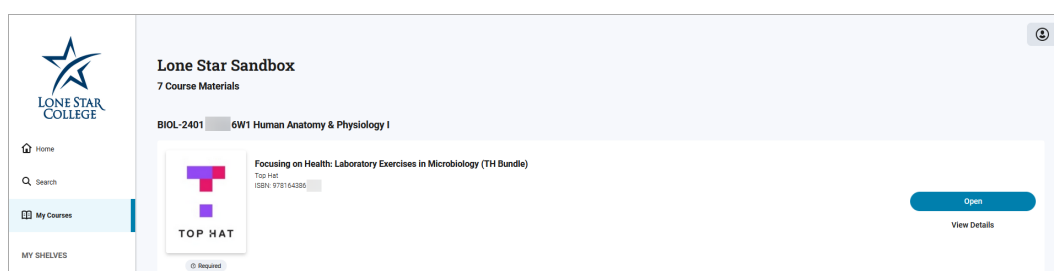 LONE STAR
COLLEGE
Home
Search
My Courses
MY SHELVES
Lone Star Sandbox
7 Course Materials
BIOL-2401 6W1 Human Anatomy & Physiology I
TOP HAT
Required
Focusing on Health: Laboratory Exercises in Microbiology (TH Bundle)
Top Hat
ISBN: 978164386
Open
View Details